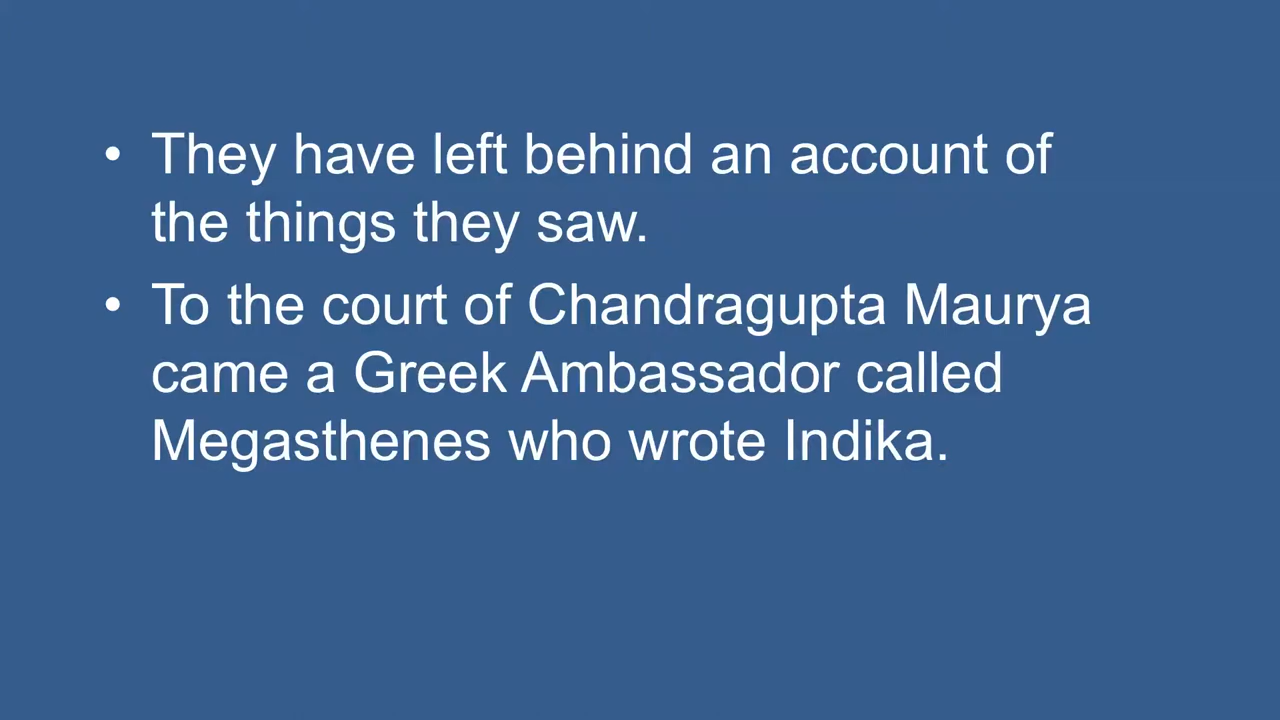 • They have left behind an account of
the things they saw.
• To the court of Chandragupta Maurya
came a Greek Ambassador called
Megasthenes who wrote Indika.